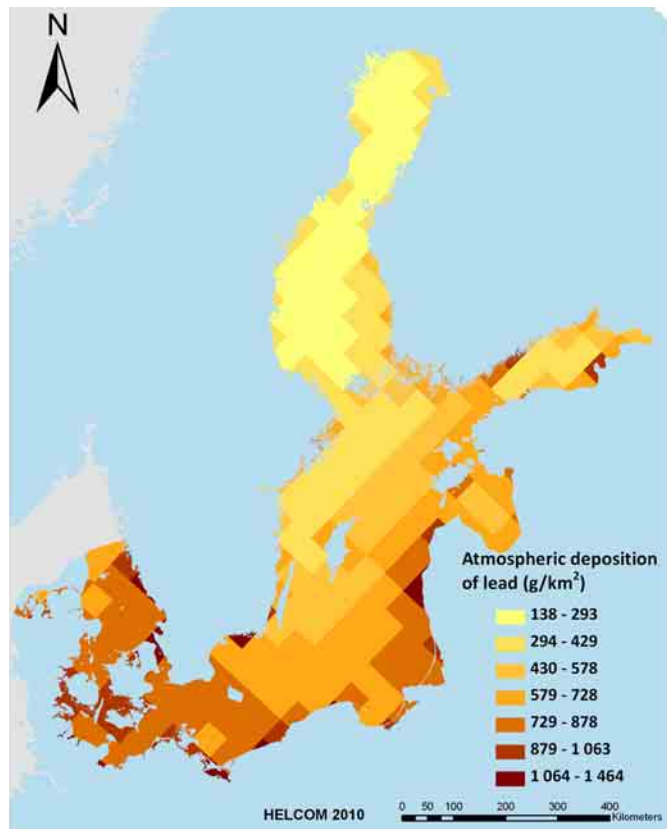 N
Atmospheric deposition
of lead (g/km²)
138 - 293
294 - 429
430 - 578
579 - 728
729 - 878
879 - 1 063
1 064 - 1 464
HELCOM 2010
0 50 100 200 300 400
Kilometers